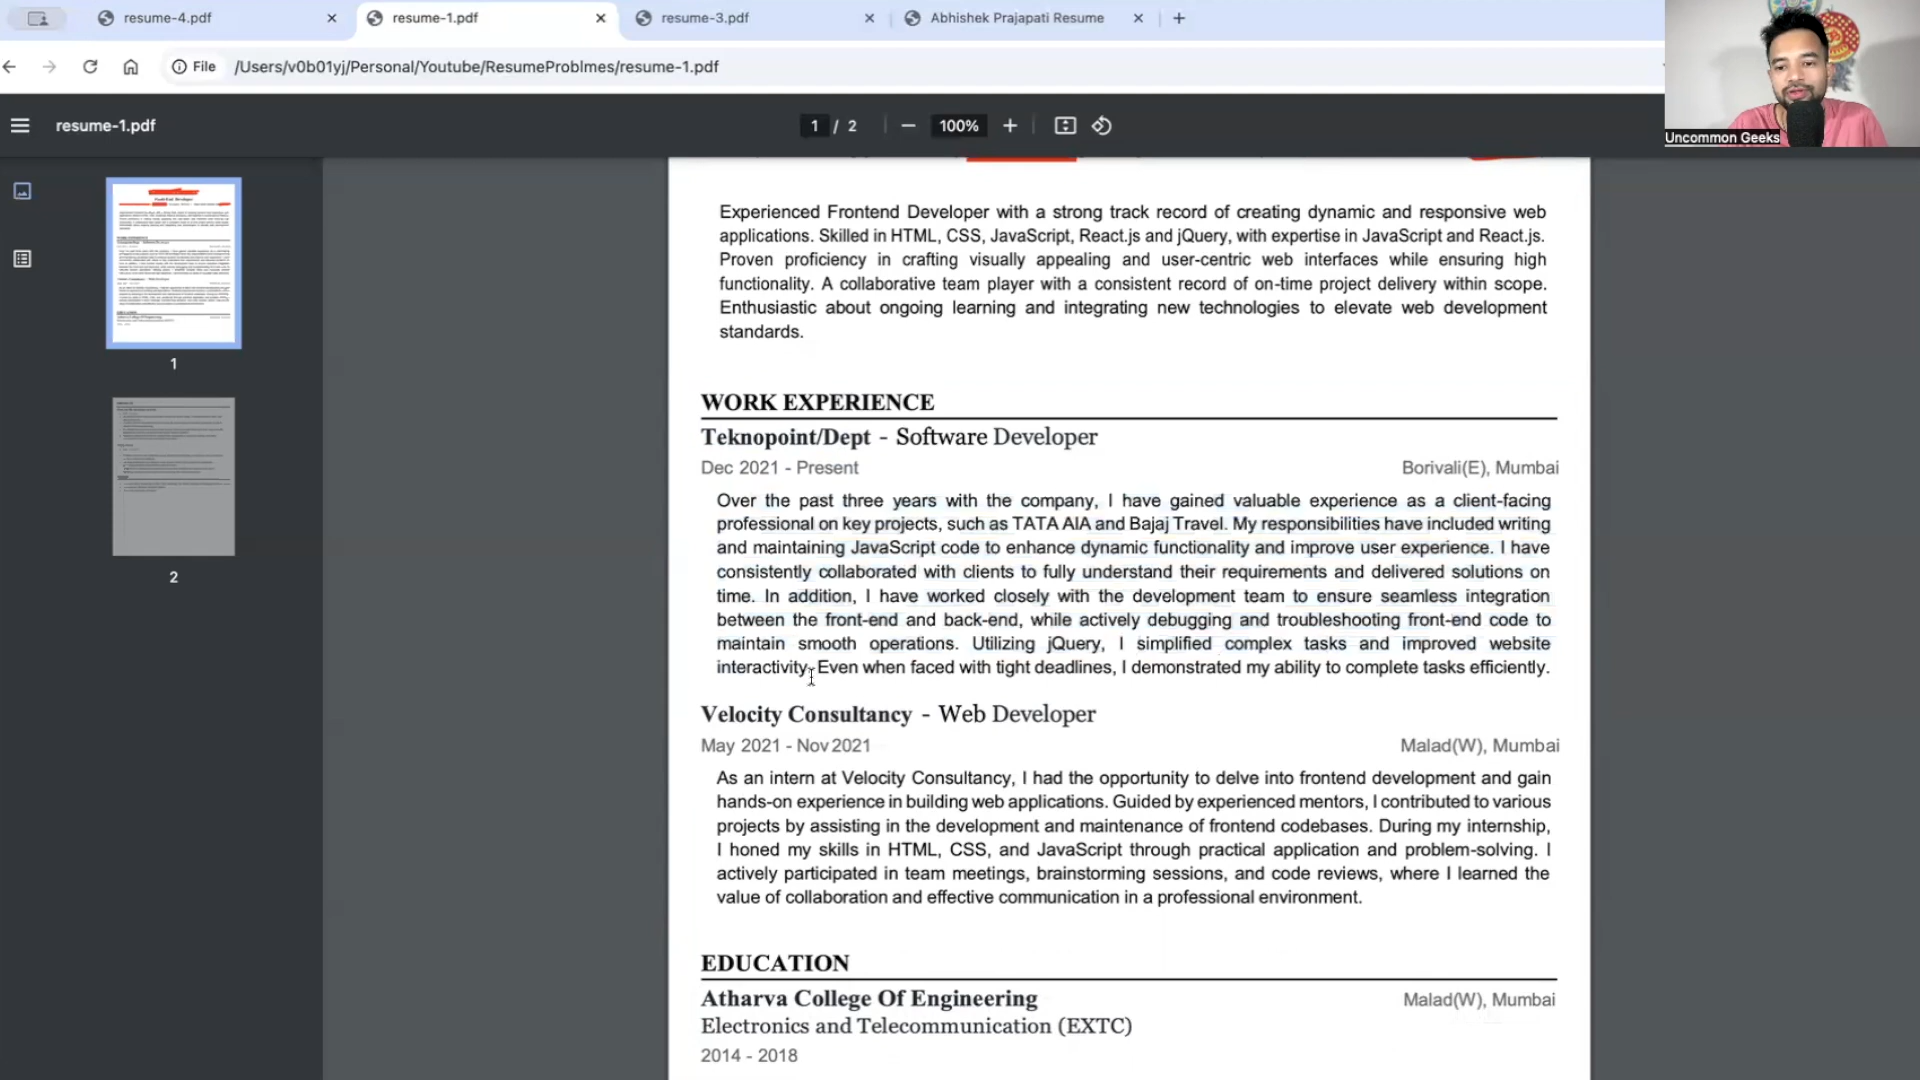 resume-4.pdf
resume-1.pdf
resume-3.pdf
Abhishek Prajapati Resume
File
/Users/v0b01yj/Personal/Youtube/ResumeProblmes/resume-1.pdf
Uncommon Geeks
resume-1.pdf
1 / 2
100%
1
2
Experienced Frontend Developer with a strong track record of creating dynamic and responsive web
applications. Skilled in HTML, CSS, JavaScript, React.js and jQuery, with expertise in JavaScript and React.js.
Proven proficiency in crafting visually appealing and user-centric web interfaces while ensuring high
functionality. A collaborative team player with a consistent record of on-time project delivery within scope.
Enthusiastic about ongoing learning and integrating new technologies to elevate web development
standards.
WORK EXPERIENCE
Teknopoint/Dept - Software Developer
Dec 2021 - Present
Borivali(E), Mumbai
Over the past three years with the company, I have gained valuable experience as a client-facing
professional on key projects, such as TATA AIA and Bajaj Travel. My responsibilities have included writing
and maintaining JavaScript code to enhance dynamic functionality and improve user experience. I have
consistently collaborated with clients to fully understand their requirements and delivered solutions on
time. In addition, I have worked closely with the development team to ensure seamless integration
between the front-end and back-end, while actively debugging and troubleshooting front-end code to
maintain smooth operations. Utilizing jQuery, I simplified complex tasks and improved website
interactivity. Even when faced with tight deadlines, I demonstrated my ability to complete tasks efficiently.
Velocity Consultancy - Web Developer
May 2021 - Nov 2021
Malad(W), Mumbai
As an intern at Velocity Consultancy, I had the opportunity to delve into frontend development and gain
hands-on experience in building web applications. Guided by experienced mentors, I contributed to various
projects by assisting in the development and maintenance of frontend codebases. During my internship,
I honed my skills in HTML, CSS, and JavaScript through practical application and problem-solving. I
actively participated in team meetings, brainstorming sessions, and code reviews, where I learned the
value of collaboration and effective communication in a professional environment.
EDUCATION
Atharva College Of Engineering
Malad(W), Mumbai
Electronics and Telecommunication (EXTC)
2014 - 2018